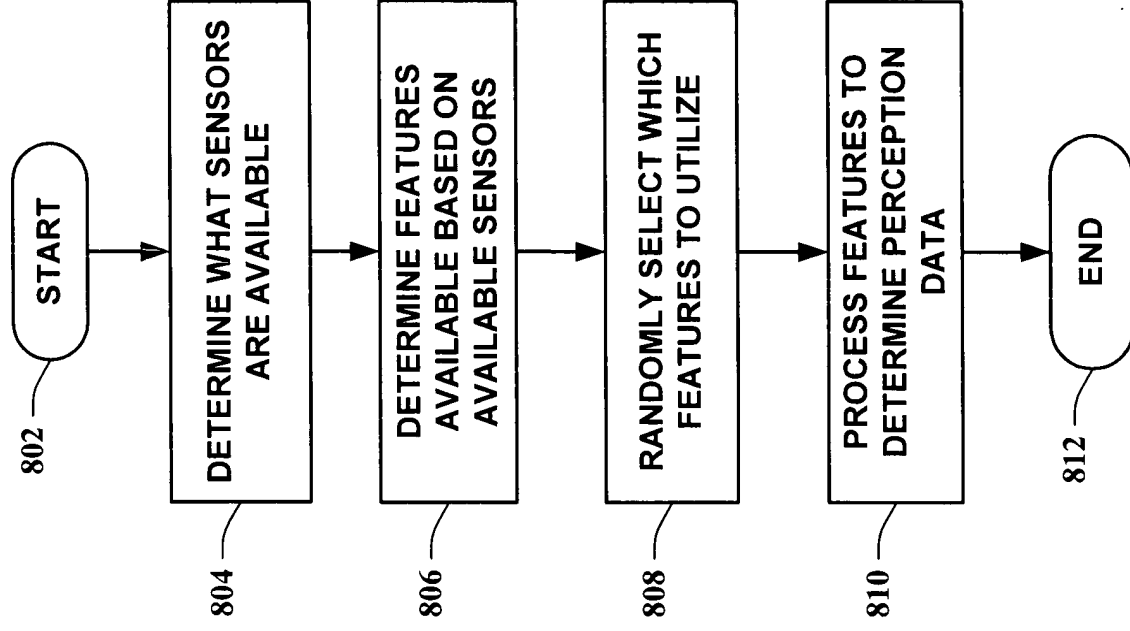 START
802
DETERMINE WHAT SENSORS
ARE AVAILABLE
804
DETERMINE FEATURES
AVAILABLE BASED ON
AVAILABLE SENSORS
806
RANDOMLY SELECT WHICH
FEATURES TO UTILIZE
808
PROCESS FEATURES TO
DETERMINE PERCEPTION
DATA
810
END
812